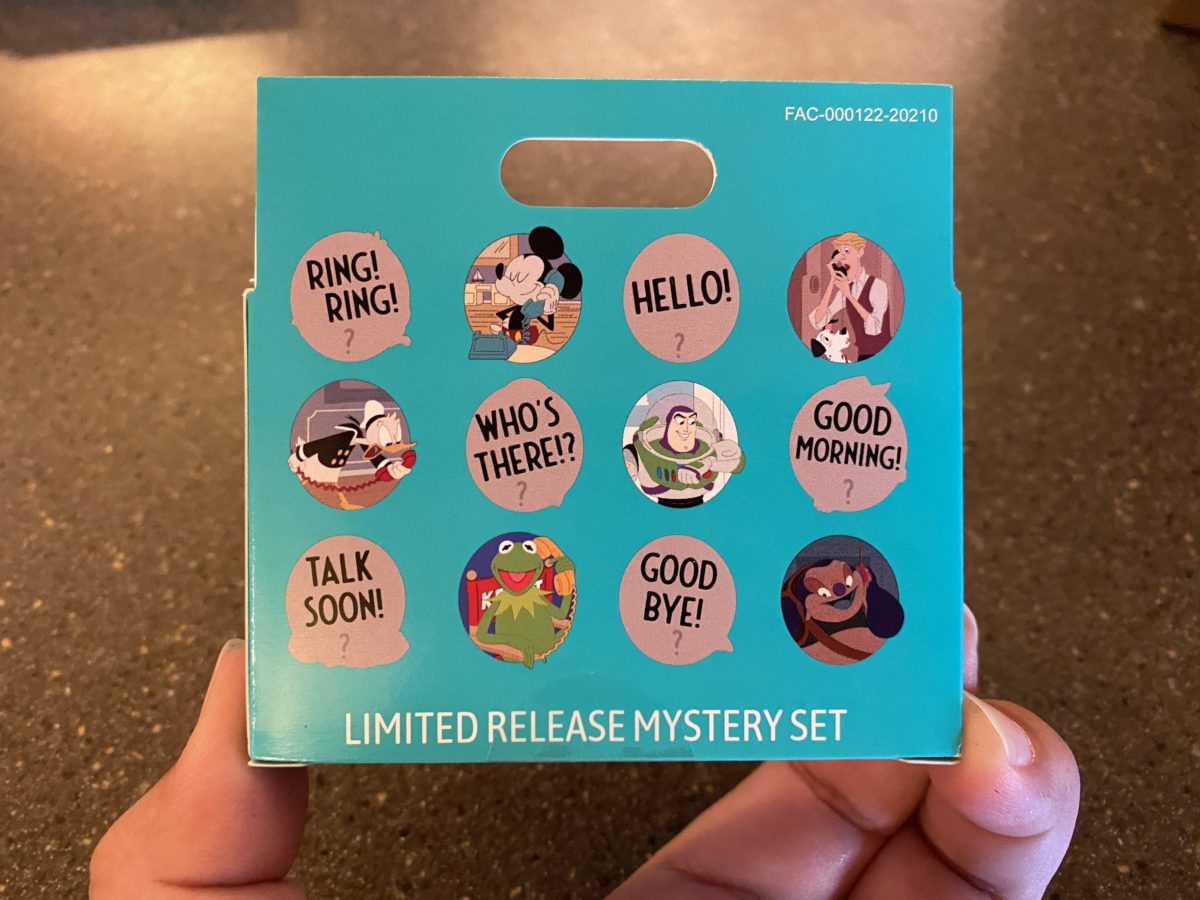 FAC-000122-20210
RING!
RING!
?
HELLO!
?
WHO'S
THERE!?
?
GOOD
MORNING!
?
TALK
SOON!
?
GOOD
BYE!
?
LIMITED RELEASE MYSTERY SET